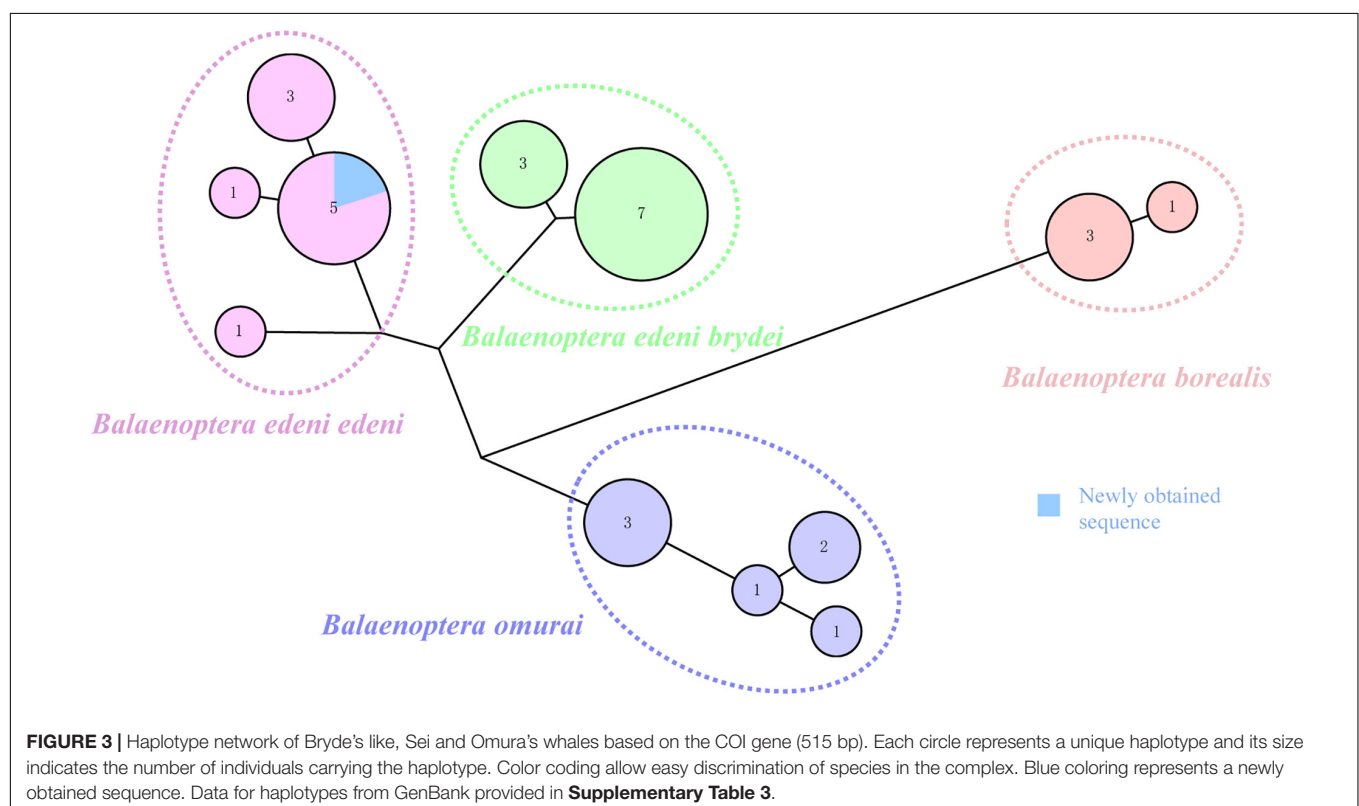 3
1
5
1
Balaenoptera edeni edeni
3
7
Balaenoptera edeni brydei
3
1
Balaenoptera borealis
3
1
2
1
Balaenoptera omurai
Newly obtained
sequence
FIGURE 3 | Haplotype network of Bryde's like, Sei and Omura's whales based on the COI gene (515 bp). Each circle represents a unique haplotype and its size
indicates the number of individuals carrying the haplotype. Color coding allow easy discrimination of species in the complex. Blue coloring represents a newly
obtained sequence. Data for haplotypes from GenBank provided in Supplementary Table 3.